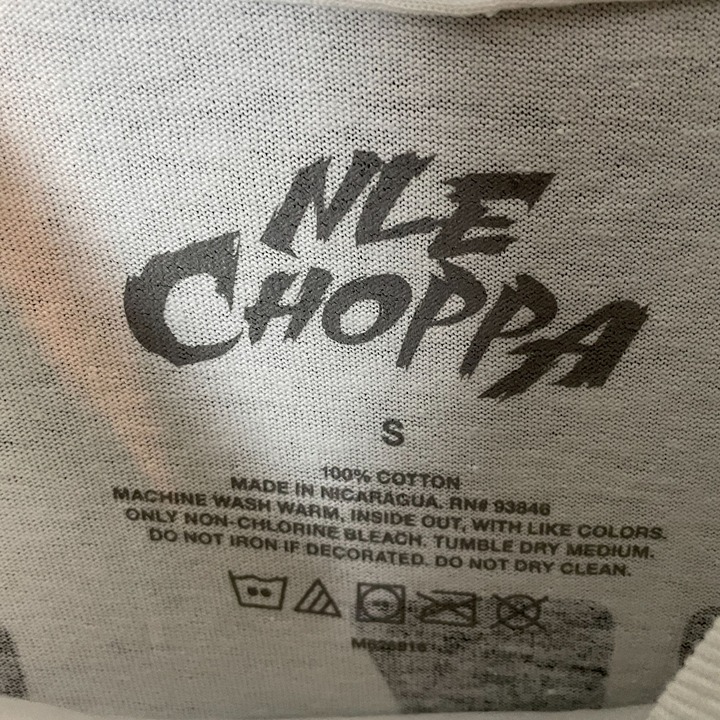 NLE
CHOPPA
S
100% COTTON
MADE IN NICARAGUA. RN# 93846
MACHINE WASH WARM, INSIDE OUT, WITH LIKE COLORS.
ONLY NON-CHLORINE BLEACH. TUMBLE DRY MEDIUM.
DO NOT IRON IF DECORATED. DO NOT DRY CLEAN.